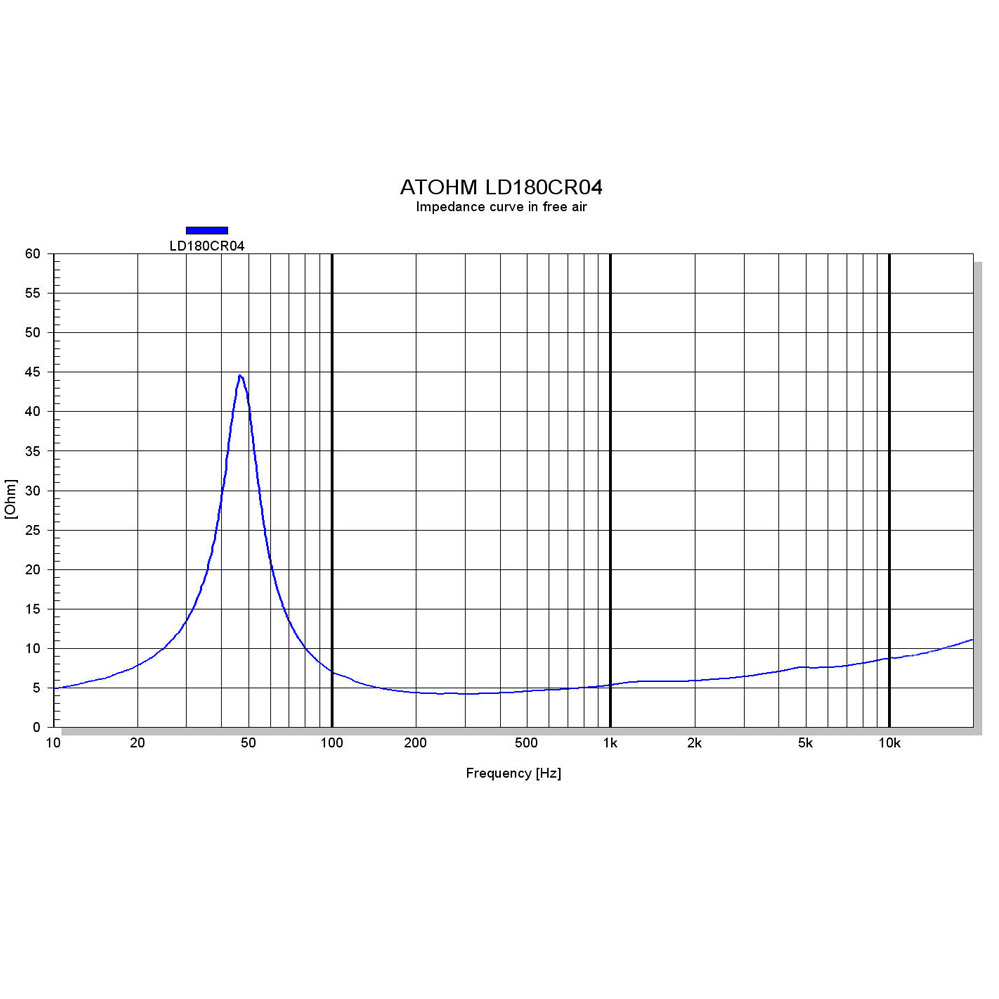 ATOHM LD180CR04
Impedance curve in free air
LD180CR04
60
55
50
45
40
35
30
25
20
15
10
5
0
[Ohm]
10 20 50 100 200 500 1k 2k 5k 10k
Frequency [Hz]